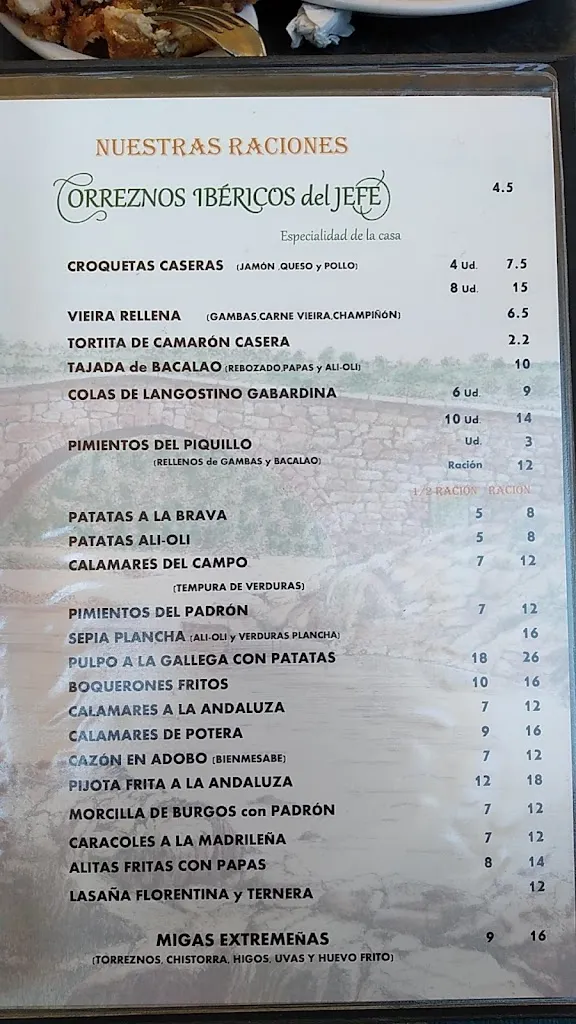 NUESTRAS RACIONES
TORREZNOS IBÉRICOS del JEFE 4.5
Especialidad de la casa
CROQUETAS CASERAS (JAMÓN ,QUESO y POLLO) 4 Ud. 7.5
8 Ud. 15
VIEIRA RELLENA (GAMBAS,CARNE VIEIRA,CHAMPIÑÓN) 6.5
TORTITA DE CAMARÓN CASERA 2.2
TAJADA de BACALAO (REBOZADO,PAPAS y ALI-OLI) 10
COLAS DE LANGOSTINO GABARDINA 6 Ud 9
10 Ud 14
PIMIENTOS DEL PIQUILLO Ud. 3
(RELLENOS de GAMBAS y BACALAO) Ración 12
1/2 RACIÓN RACIÓN
PATATAS A LA BRAVA 5 8
PATATAS ALI-OLI 5 8
CALAMARES DEL CAMPO 7 12
(TEMPURA DE VERDURAS)
PIMIENTOS DEL PADRÓN 7 12
SEPIA PLANCHA (ALI-OLI y VERDURAS PLANCHA) 16
PULPO A LA GALLEGA CON PATATAS 18 26
BOQUERONES FRITOS 10 16
CALAMARES A LA ANDALUZA 7 12
CALAMARES DE POTERA 9 16
CAZÓN EN ADOBO (BIENMESABE) 7 12
PIJOTA FRITA A LA ANDALUZA 12 18
MORCILLA DE BURGOS con PADRÓN 7 12
CARACOLES A LA MADRILEÑA 7 12
ALITAS FRITAS CON PAPAS 8 14
LASAÑA FLORENTINA y TERNERA 12
MIGAS EXTREMEÑAS 9 16
(TORREZNOS, CHISTORRA, HIGOS, UVAS Y HUEVO FRITO)